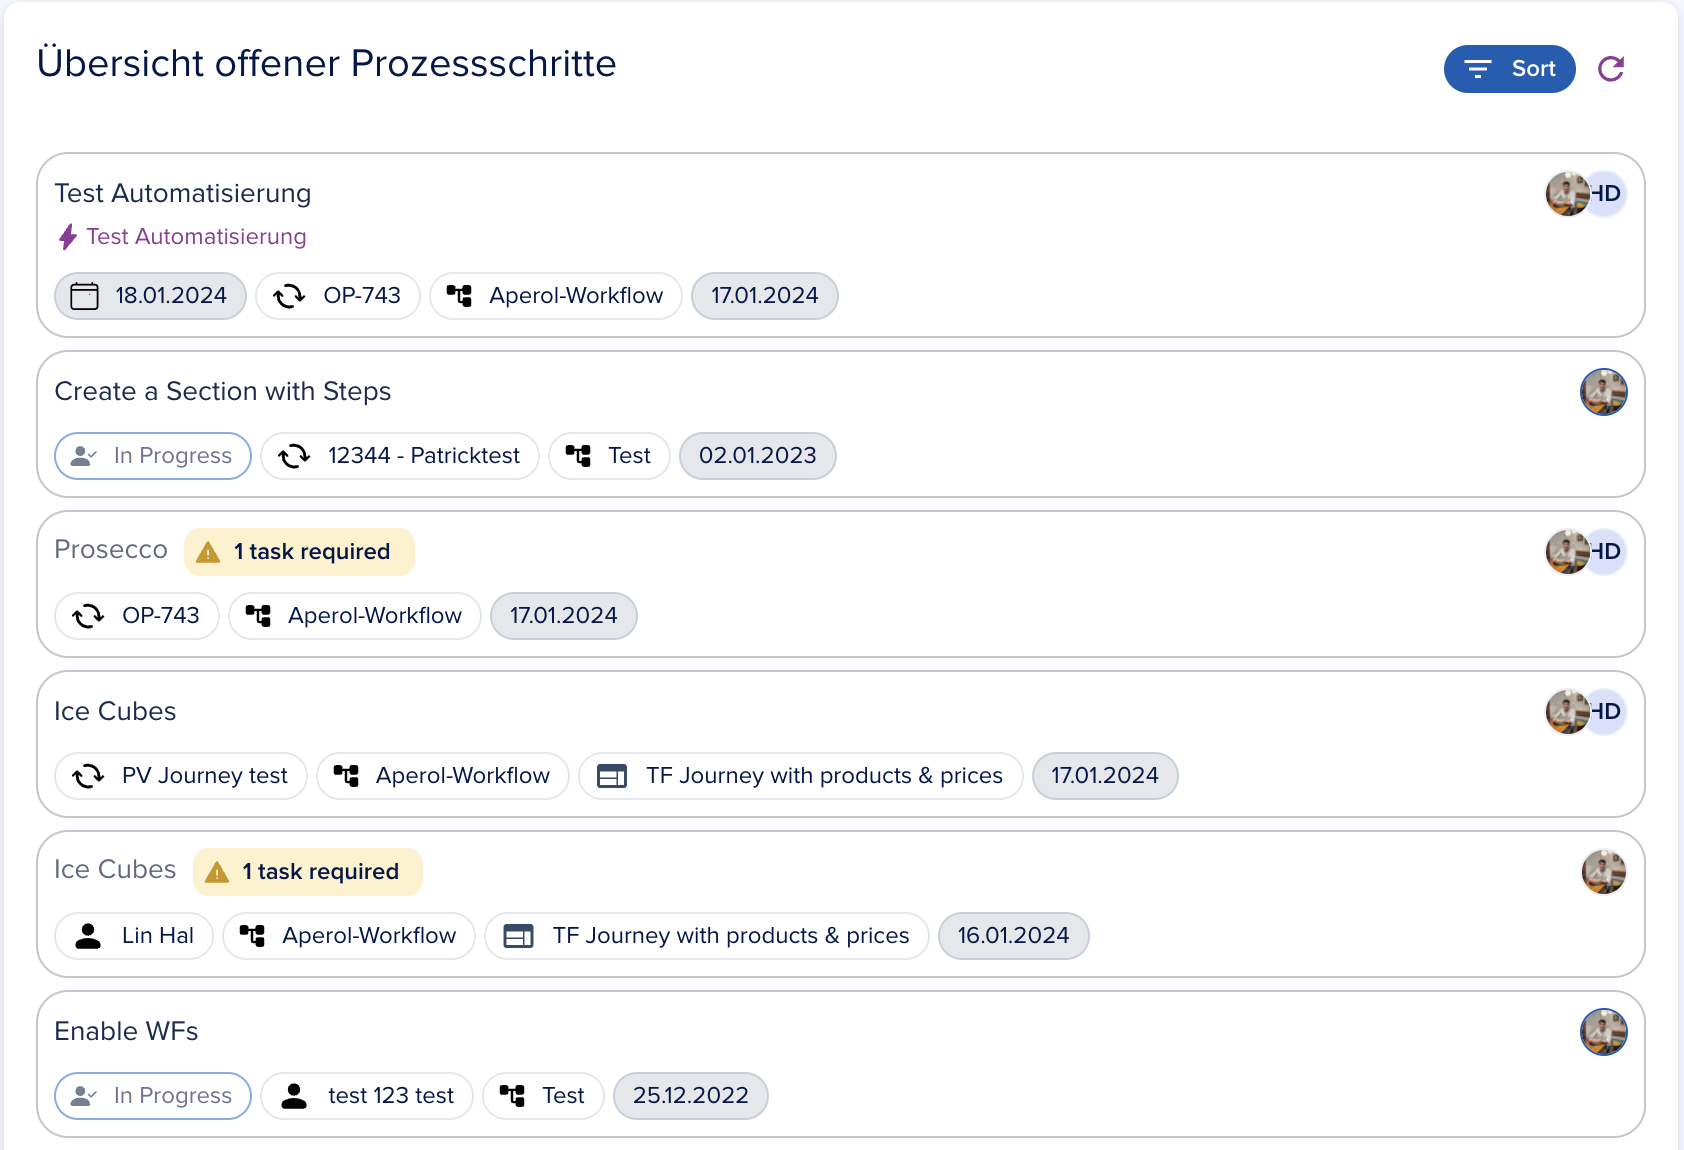 Übersicht offener Prozessschritte
Sort
Test Automatisierung
HD
Test Automatisierung
18.01.2024 OP-743 Aperol-Workflow 17.01.2024
Create a Section with Steps
In Progress 12344 - Patricktest Test 02.01.2023
Prosecco 1 task required
HD
OP-743 Aperol-Workflow 17.01.2024
Ice Cubes
HD
PV Journey test Aperol-Workflow TF Journey with products & prices 17.01.2024
Ice Cubes 1 task required
Lin Hal Aperol-Workflow TF Journey with products & prices 16.01.2024
Enable WFs
In Progress test 123 test Test 25.12.2022